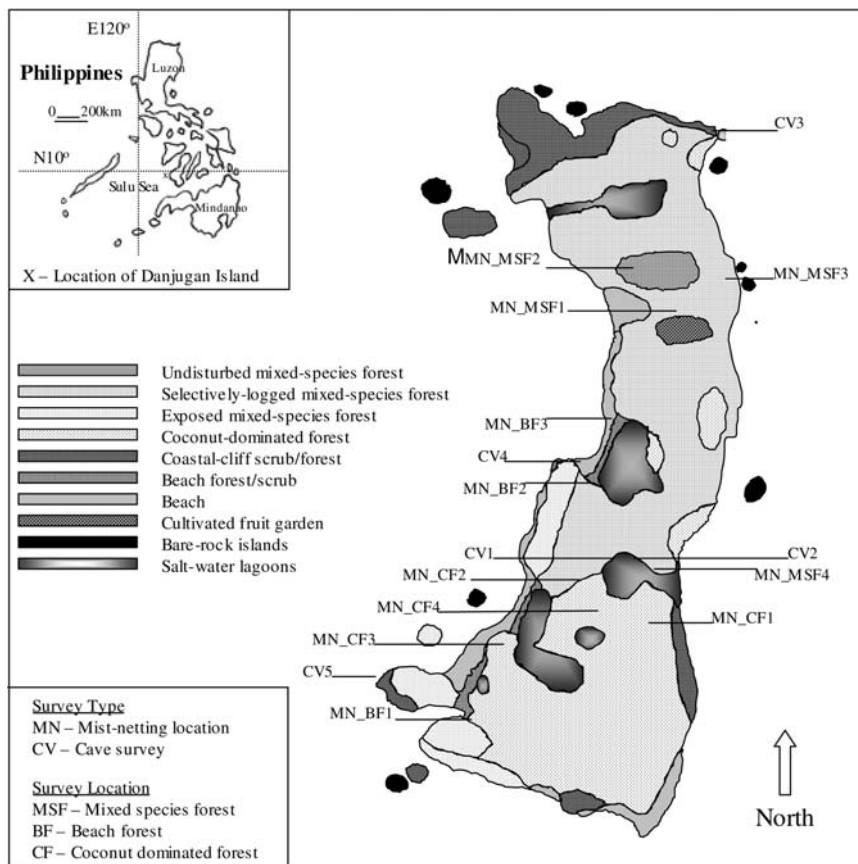 E120º
Philippines
Luzon
0 200km
N10º
x
Sulu Sea
Mindanao
X – Location of Danjugan Island
CV3
MMN_MSF2
MN_MSF3
MN_MSF1
Undisturbed mixed-species forest
Selectively-logged mixed-species forest
Exposed mixed-species forest
Coconut-dominated forest
Coastal-cliff scrub/forest
Beach forest/scrub
Beach
Cultivated fruit garden
Bare-rock islands
Salt-water lagoons
MN_BF3
CV4
MN_BF2
CV1
CV2
MN_CF2
MN_MSF4
MN_CF4
MN_CF1
MN_CF3
CV5
MN_BF1
Survey Type
MN – Mist-netting location
CV – Cave survey
Survey Location
MSF – Mixed species forest
BF – Beach forest
CF – Coconut dominated forest
North